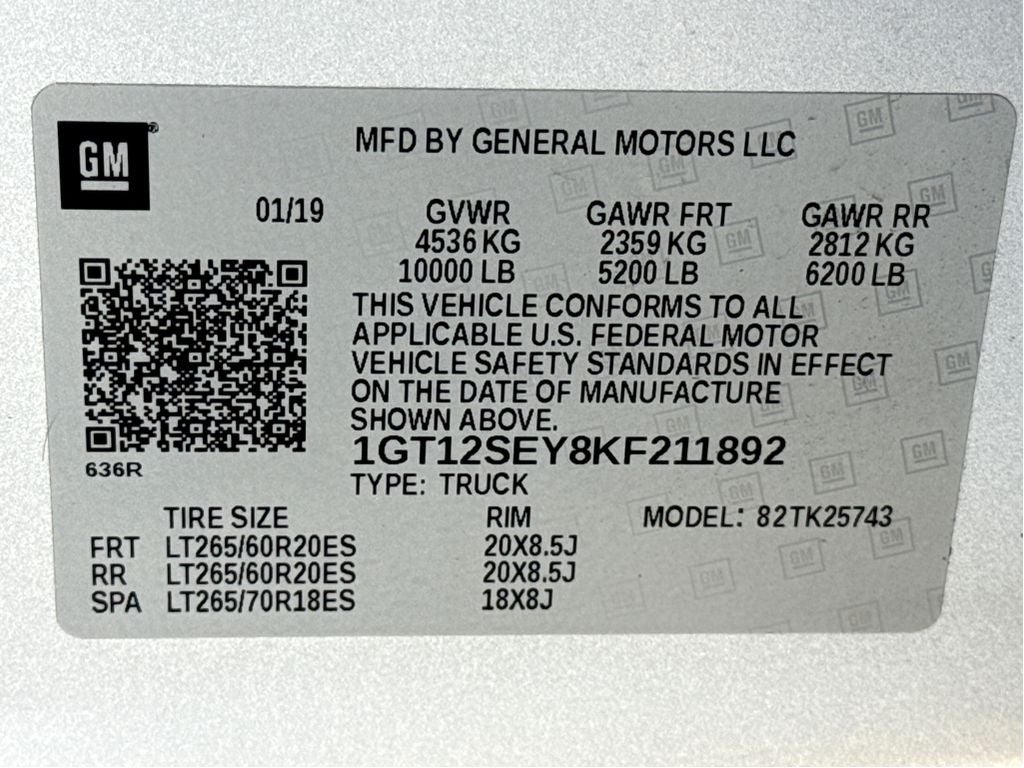 GM
MFD BY GENERAL MOTORS LLC
01/19 GVWR GAWR FRT GAWR RR
4536 KG 2359 KG 2812 KG
10000 LB 5200 LB 6200 LB
THIS VEHICLE CONFORMS TO ALL
APPLICABLE U.S. FEDERAL MOTOR
VEHICLE SAFETY STANDARDS IN EFFECT
ON THE DATE OF MANUFACTURE
SHOWN ABOVE.
1GT12SEY8KF211892
636R
TYPE: TRUCK
TIRE SIZE RIM MODEL: 82TK25743
FRT LT265/60R20ES 20X8.5J
RR LT265/60R20ES 20X8.5J
SPA LT265/70R18ES 18X8J